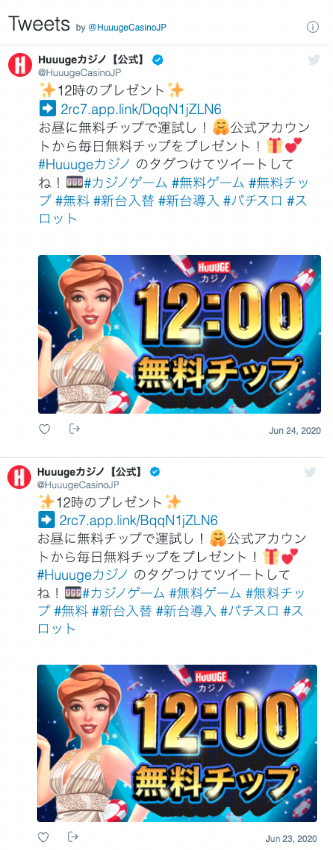 Tweets by @HuuugeCasinoJP
Huuugeカジノ【公式】
@HuuugeCasinoJP
✨12時のプレゼント✨
➡ 2rc7.app.link/DqqN1jZLN6
お昼に無料チップで運試し！🤗公式アカウン
トから毎日無料チップをプレゼント！🎁💕
#Huuugeカジノ のタグつけてツイートして
ね！🎰#カジノゲーム #無料ゲーム #無料チッ
プ #無料 #新台入替 #新台導入 #パチスロ #ス
ロット
HUUUGE
カジノ
12:00
無料チップ
Jun 24, 2020
Huuugeカジノ【公式】
@HuuugeCasinoJP
✨12時のプレゼント✨
➡ 2rc7.app.link/BqqN1jZLN6
お昼に無料チップで運試し！🤗公式アカウン
トから毎日無料チップをプレゼント！🎁💕
#Huuugeカジノ のタグつけてツイートして
ね！🎰#カジノゲーム #無料ゲーム #無料チッ
プ #無料 #新台入替 #新台導入 #パチスロ #ス
ロット
HUUUGE
カジノ
12:00
無料チップ
Jun 23, 2020